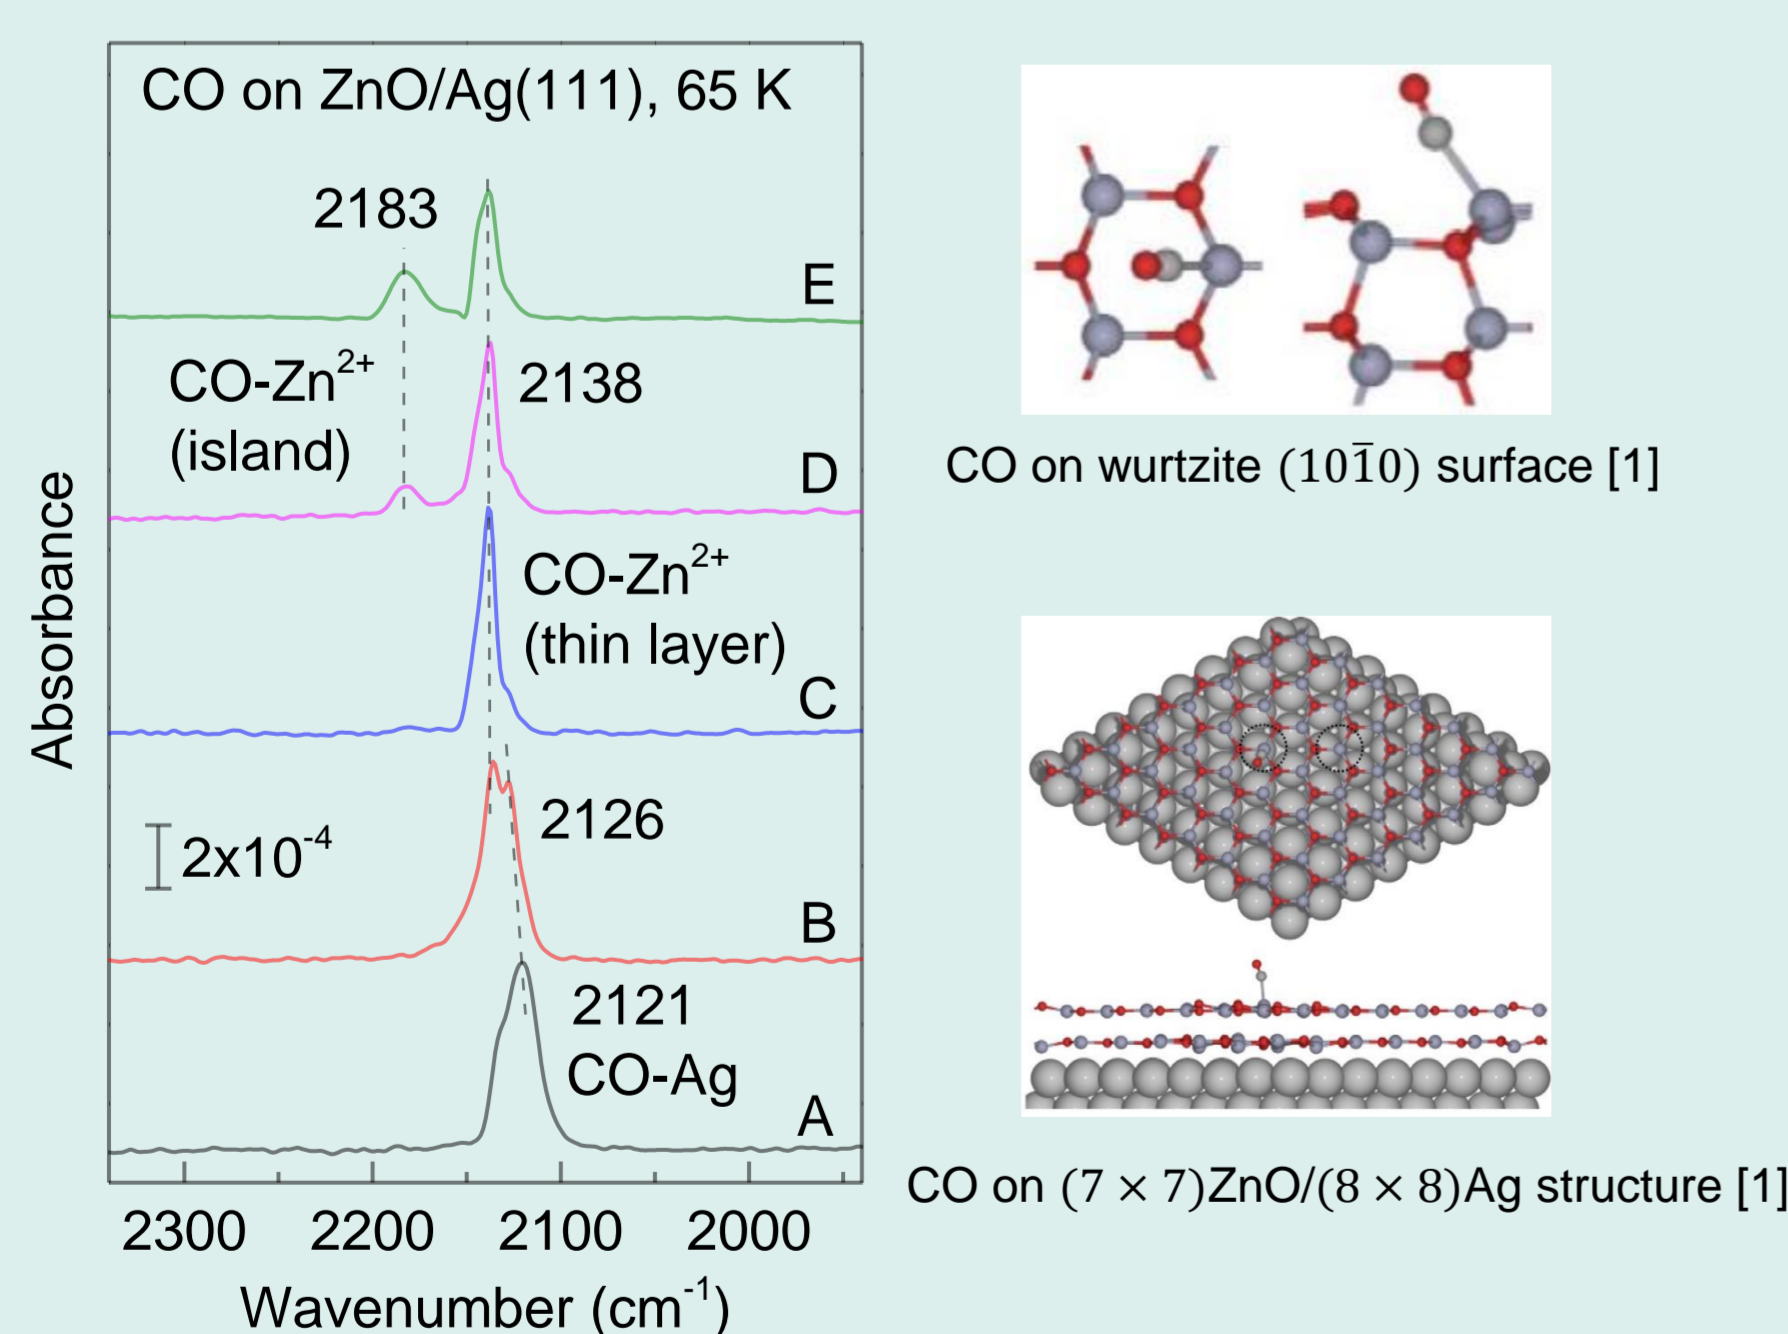 CO on ZnO/Ag(111), 65 K
2183
E
CO-Zn²⁺
(island)
2138
D
CO-Zn²⁺
(thin layer)
C
2126
2x10⁻⁴
B
2121
CO-Ag
A
Absorbance
2300 2200 2100 2000
Wavenumber (cm⁻¹)
CO on wurtzite (101̄0) surface [1]
CO on (7 × 7)ZnO/(8 × 8)Ag structure [1]